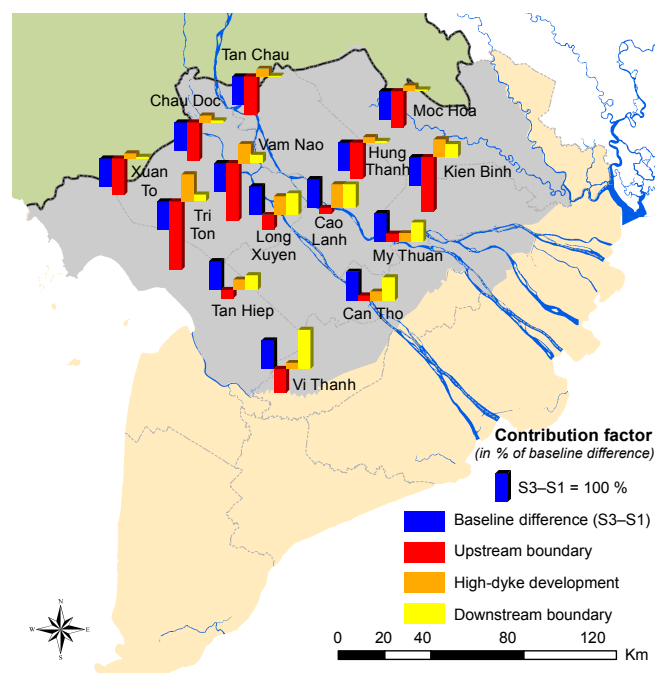 Tan Chau
Chau Doc
Moc Hoa
Vam Nao
Hung
Thanh
Kien Binh
Xuan
To
Tri
Ton
Long
Xuyen
Cao
Lanh
My Thuan
Tan Hiep
Can Tho
Vi Thanh
Contribution factor
(in % of baseline difference)
S3–S1 = 100 %
Baseline difference (S3–S1)
Upstream boundary
High-dyke development
Downstream boundary
N
W E
S
0 20 40 80 120 Km